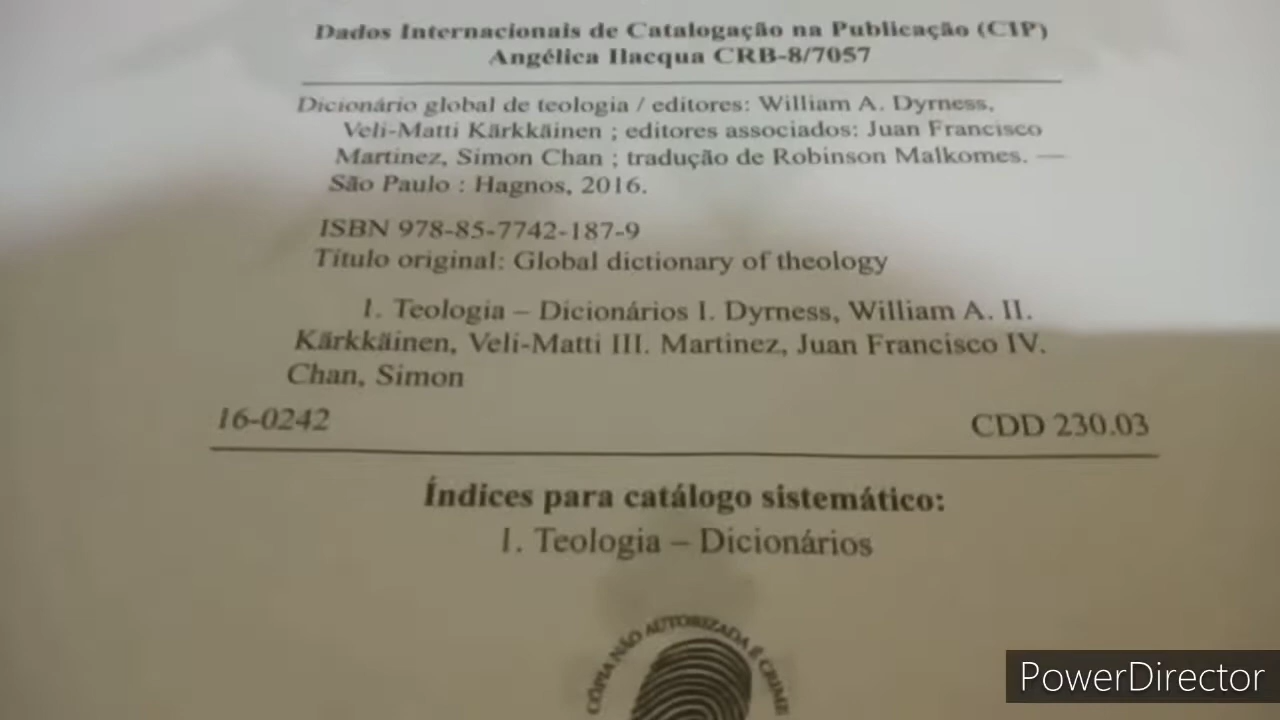 Dados Internacionais de Catalogação na Publicação (CIP)
Angélica Ilacqua CRB-8/7057
Dicionário global de teologia / editores: William A. Dyrness,
Veli-Matti Kärkkäinen ; editores associados: Juan Francisco
Martinez, Simon Chan ; tradução de Robinson Malkomes. —
São Paulo : Hagnos, 2016.
ISBN 978-85-7742-187-9
Título original: Global dictionary of theology
1. Teologia – Dicionários I. Dyrness, William A. II.
Kärkkäinen, Veli-Matti III. Martinez, Juan Francisco IV.
Chan, Simon
16-0242 CDD 230.03
Índices para catálogo sistemático:
1. Teologia – Dicionários
CÓPIA NÃO AUTORIZADA É CRIME
PowerDirector